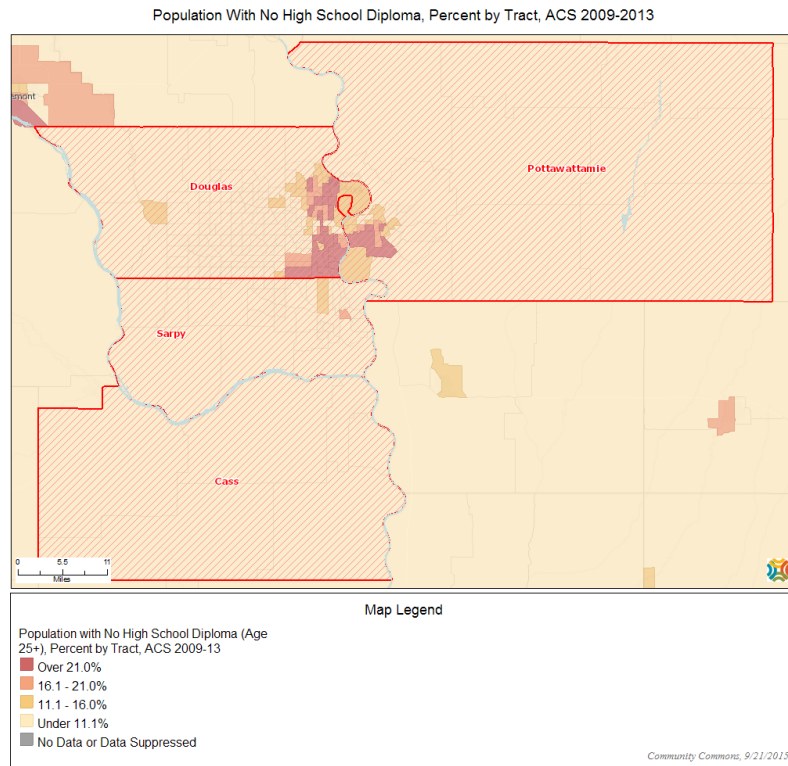 Population With No High School Diploma, Percent by Tract, ACS 2009-2013
emont
Douglas
Pottawattamie
Sarpy
Cass
0 5.5 11
Miles
Map Legend
Population with No High School Diploma (Age
25+), Percent by Tract, ACS 2009-13
Over 21.0%
16.1 - 21.0%
11.1 - 16.0%
Under 11.1%
No Data or Data Suppressed
Community Commons, 9/21/2015